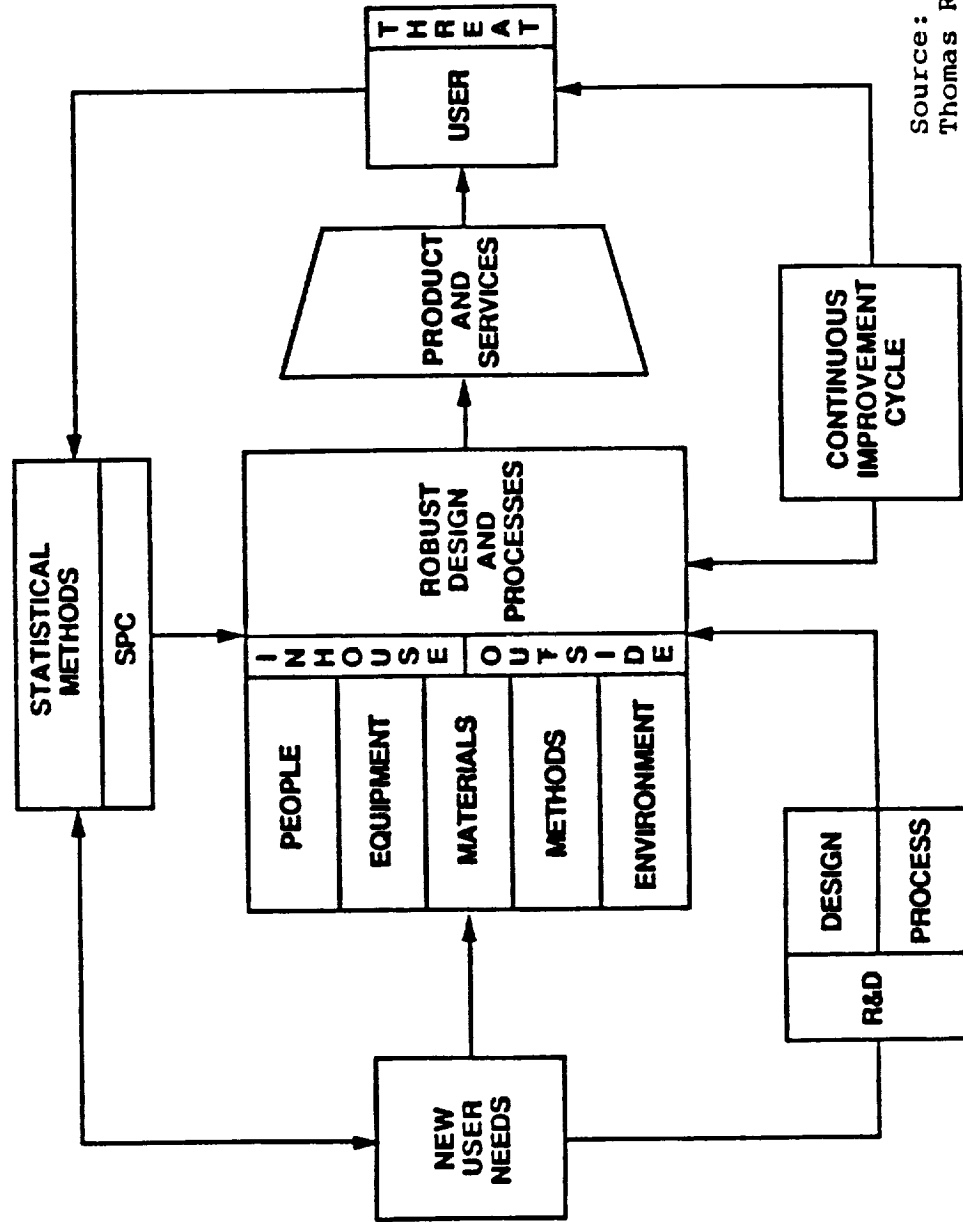 STATISTICAL
METHODS
SPC
NEW
USER
NEEDS
PEOPLE
EQUIPMENT
MATERIALS
METHODS
ENVIRONMENT
INHOUSE
OUTSIDE
ROBUST
DESIGN
AND
PROCESSES
PRODUCT
AND
SERVICES
USER
THREAT
R&D
DESIGN
PROCESS
CONTINUOUS
IMPROVEMENT
CYCLE
Source:
Thomas R